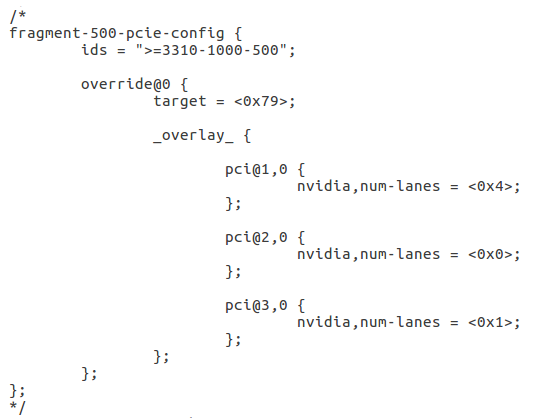 /*
fragment-500-pcie-config {
        ids = ">=3310-1000-500";

        override@0 {
                target = <0x79>;

                _overlay_ {

                        pci@1,0 {
                                nvidia,num-lanes = <0x4>;
                        };

                        pci@2,0 {
                                nvidia,num-lanes = <0x0>;
                        };

                        pci@3,0 {
                                nvidia,num-lanes = <0x1>;
                        };
                };
        };
};
*/